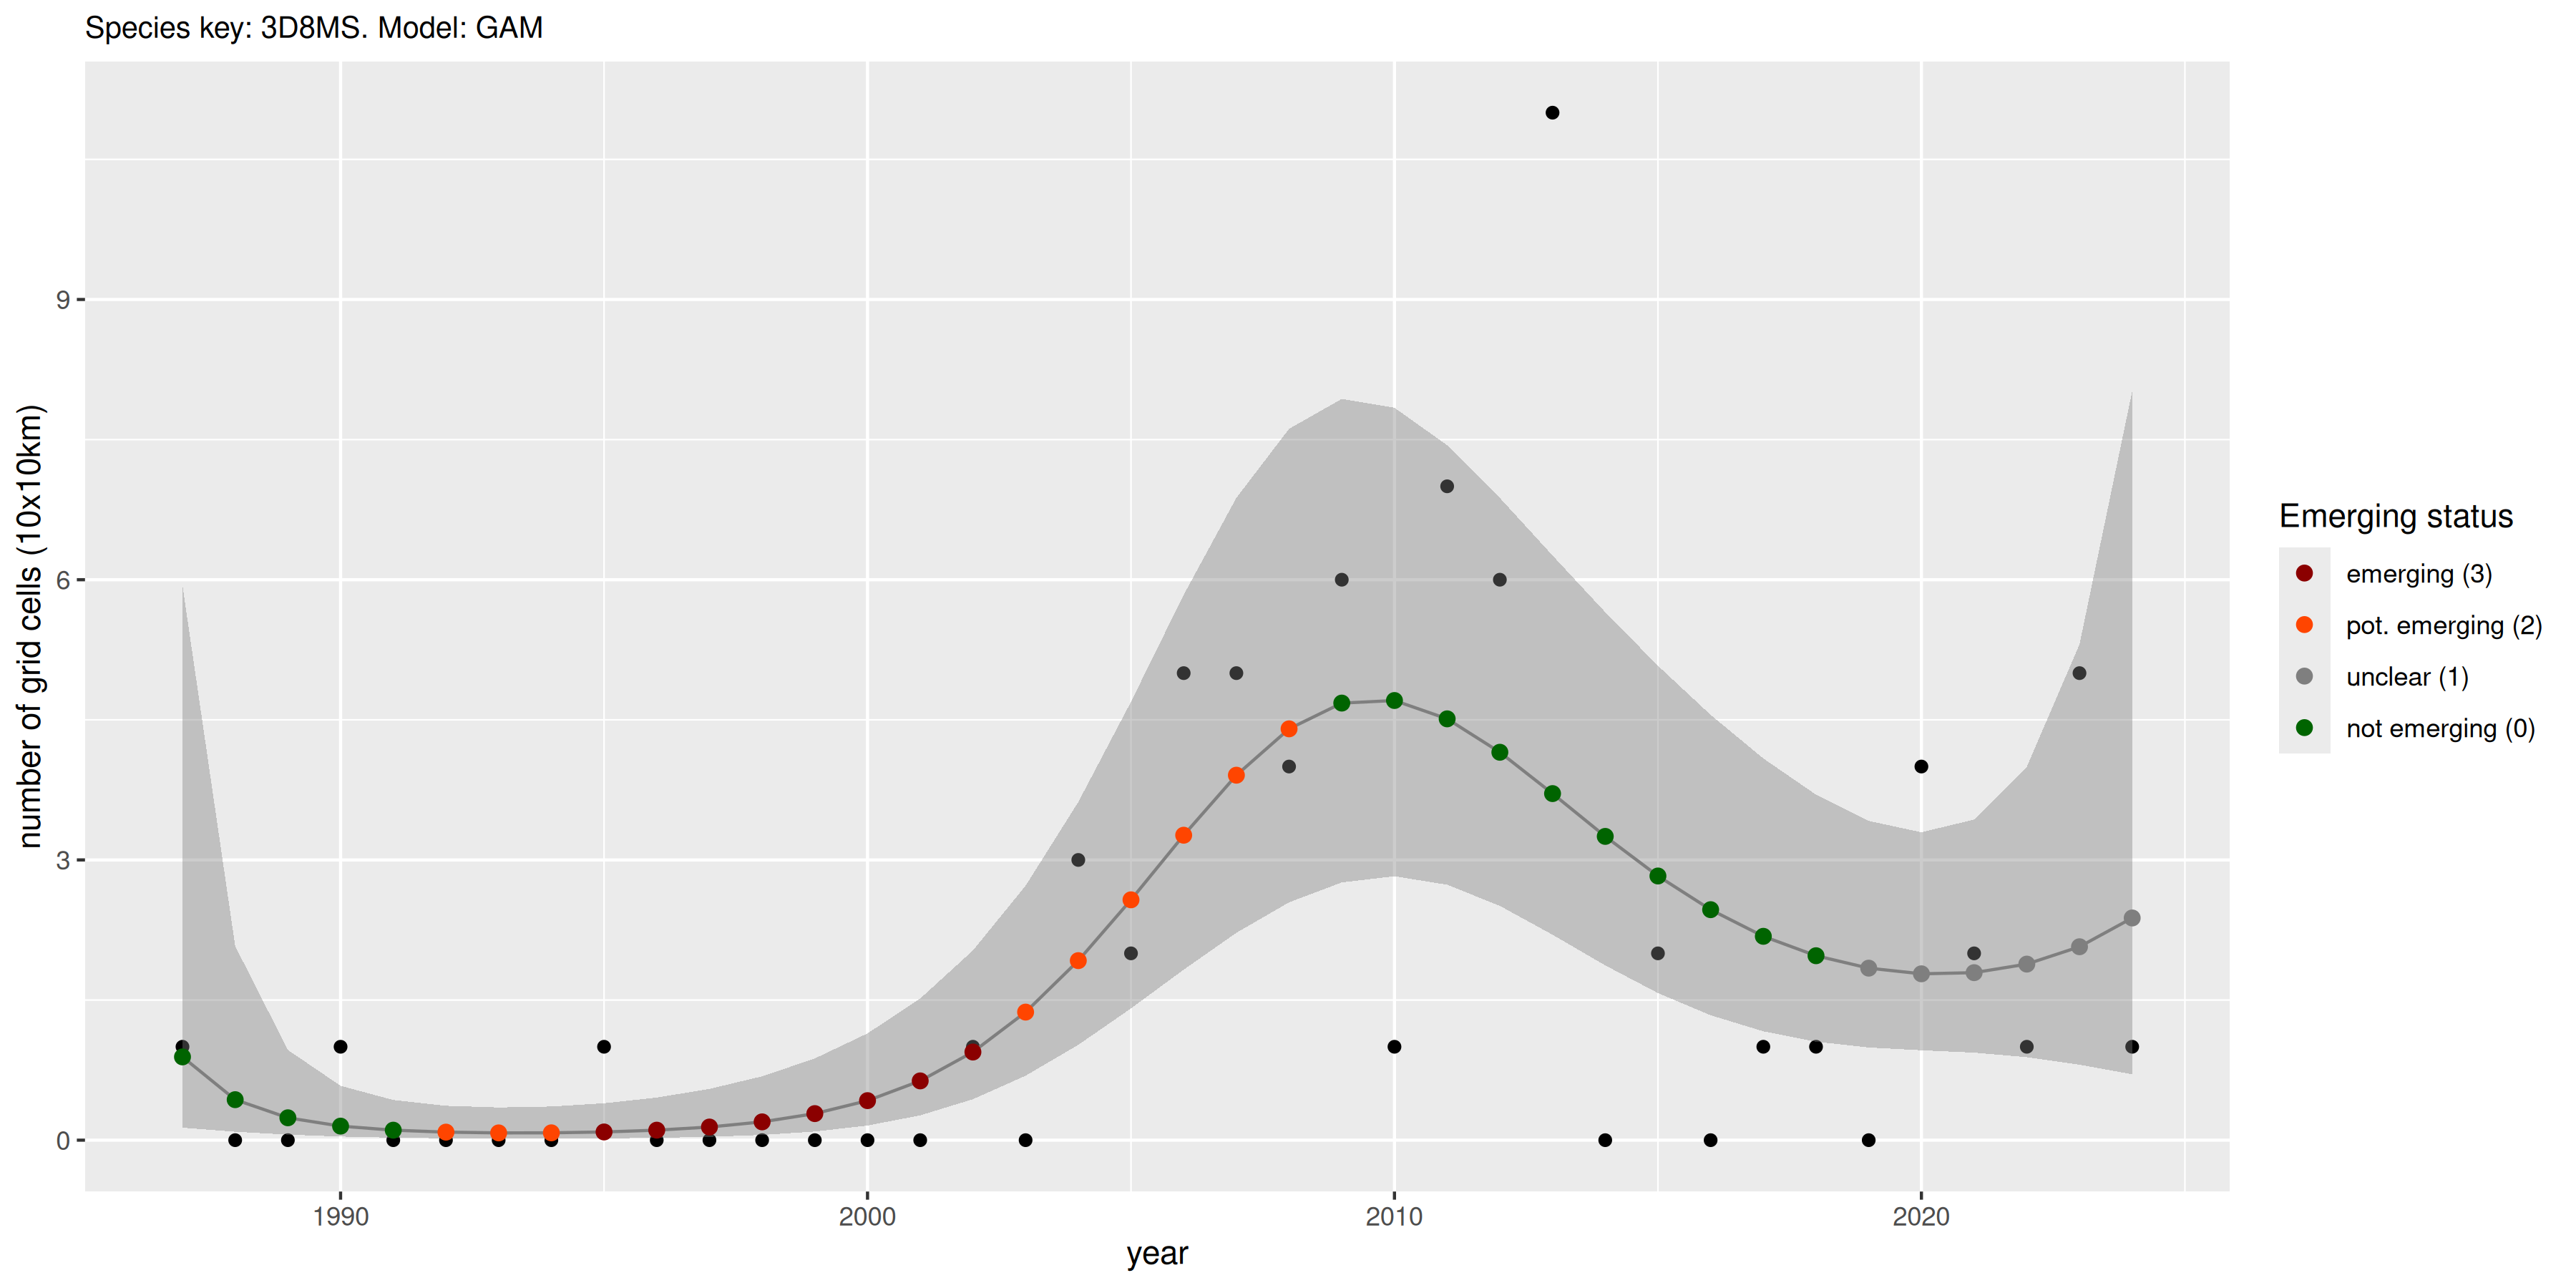 Species key: 3D8MS. Model: GAM
number of grid cells (10x10km)
9
6
3
0
1990 2000 2010 2020
year
Emerging status
emerging (3)
pot. emerging (2)
unclear (1)
not emerging (0)